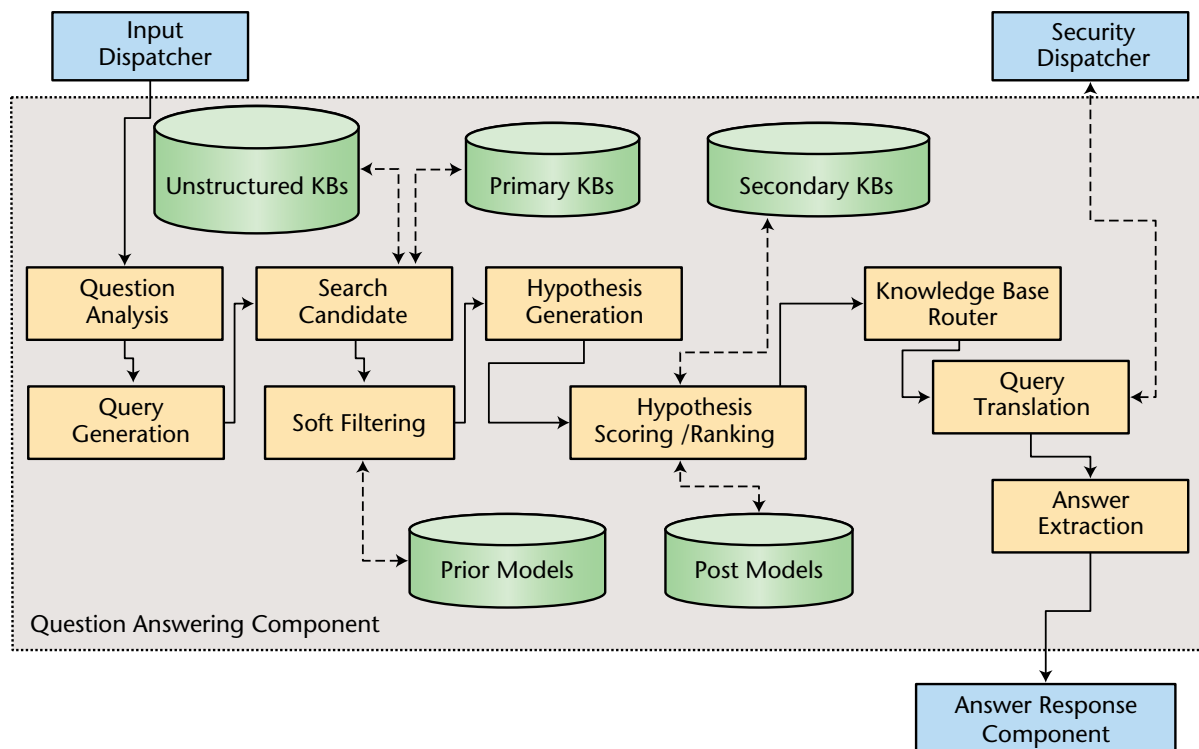 Input
Dispatcher
Security
Dispatcher
Unstructured KBs
Primary KBs
Secondary KBs
Question
Analysis
Search
Candidate
Hypothesis
Generation
Knowledge Base
Router
Query
Generation
Soft Filtering
Hypothesis
Scoring /Ranking
Query
Translation
Answer
Extraction
Prior Models
Post Models
Question Answering Component
Answer Response
Component